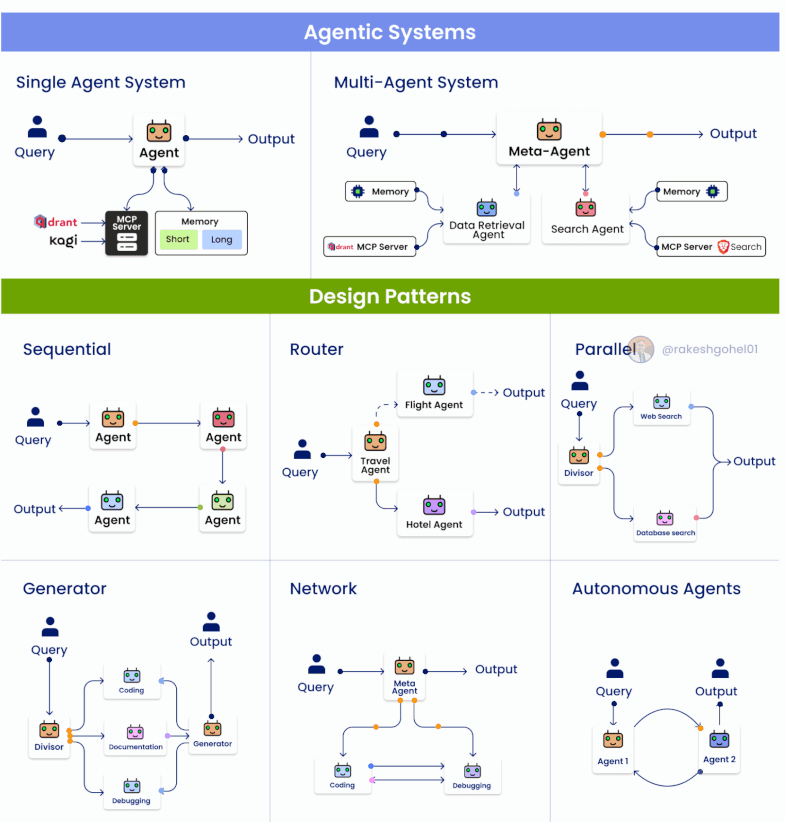 Agentic Systems
Single Agent System
Query
Agent
Output
qdrant
kagi
MCP
Server
Memory
Short
Long
Multi-Agent System
Query
Meta-Agent
Output
Memory
Data Retrieval
Agent
qdrant MCP Server
Search Agent
Memory
MCP Server Search
Design Patterns
Sequential
Query
Agent
Agent
Output
Agent
Agent
Router
Flight Agent
Output
Query
Travel
Agent
Hotel Agent
Output
Parallel
@rakeshgohel01
Query
Web Search
Divisor
Output
Database search
Generator
Query
Output
Coding
Divisor
Documentation
Generator
Debugging
Network
Query
Meta
Agent
Output
Coding
Debugging
Autonomous Agents
Query
Output
Agent 1
Agent 2